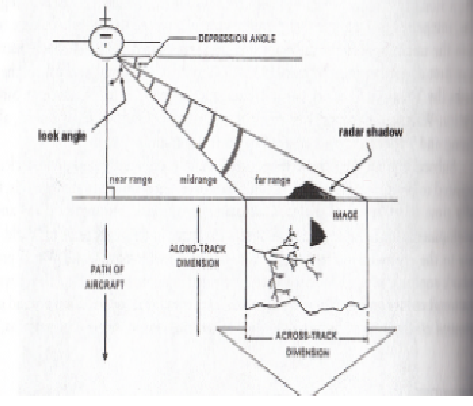 DEPRESSION ANGLE
look angle
radar shadow
near range
midrange
far range
IMAGE
ALONG-TRACK
DIMENSION
PATH OF
AIRCRAFT
ACROSS-TRACK
DIMENSION